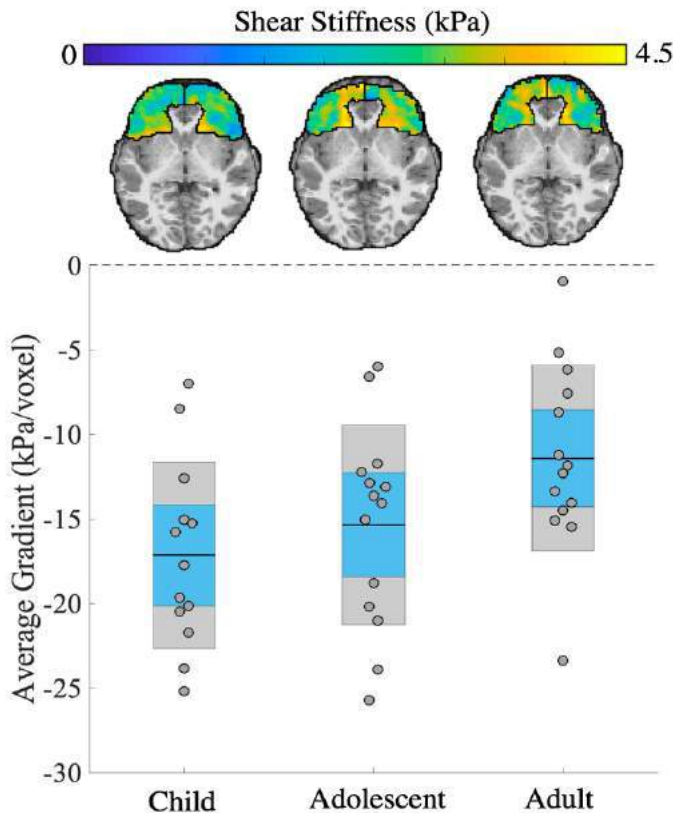 Shear Stiffness (kPa)
0 4.5
Average Gradient (kPa/voxel)
0
-5
-10
-15
-20
-25
-30
Child Adolescent Adult